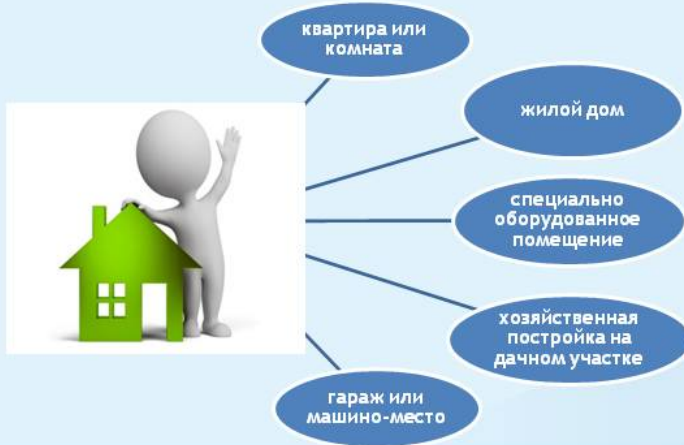 квартира или
комната
жилой дом
специально
оборудованное
помещение
хозяйственная
постройка на
дачном участке
гараж или
машино-место